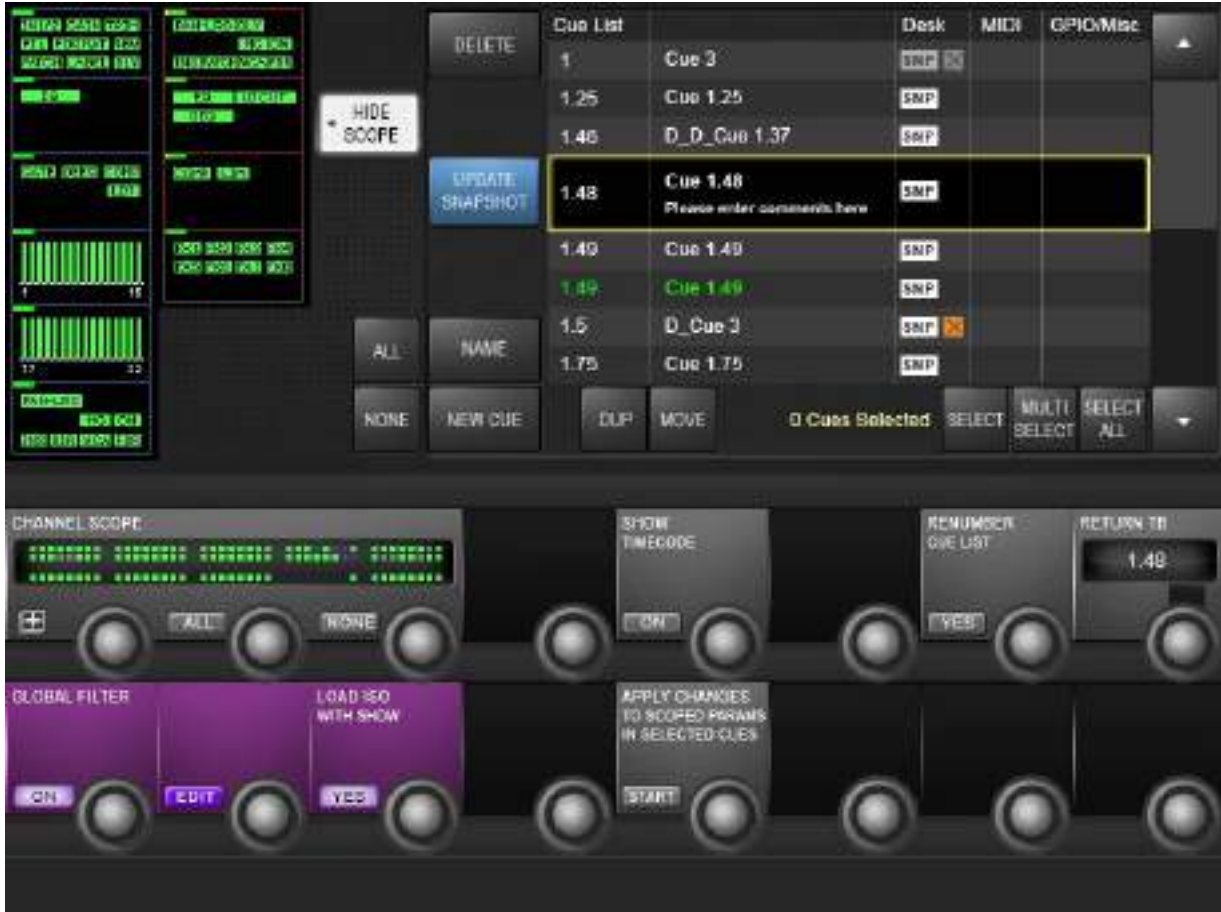 DELETE
Cue List
Desk
MIDI
GPIO/Misc
1 Cue 3 SNP
1.25 Cue 1.25 SNP
HIDE
SCOPE
1.46 D_D_Cue 1.37 SNP
UPDATE
SNAPSHOT
1.48 Cue 1.48 SNP
Please enter comments here
1.49 Cue 1.49 SNP
1.49 Cue 1.49 SNP
1 15
1.5 D_Cue 3 SNP
ALL
NAME
1.75 Cue 1.75 SNP
17 32
NONE
NEW CUE
DUP
MOVE
0 Cues Selected
SELECT
MULTI
SELECT
SELECT
ALL
CHANNEL SCOPE
ALL
NONE
SHOW
TIMECODE
ON
RENUMBER
CUE LIST
YES
RETURN TO
1.48
GLOBAL FILTER
ON
EDIT
LOAD ISO
WITH SHOW
YES
APPLY CHANGES
TO SCOPED PARAMS
IN SELECTED CUES
START